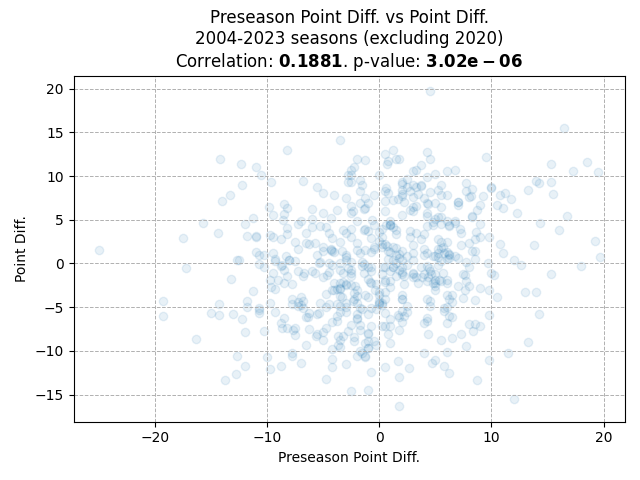 Preseason Point Diff. vs Point Diff.
2004-2023 seasons (excluding 2020)
Correlation: 0.1881. p-value: 3.02e − 06
20
15
10
5
0
−5
−10
−15
Point Diff.
−20
−10
0
10
20
Preseason Point Diff.